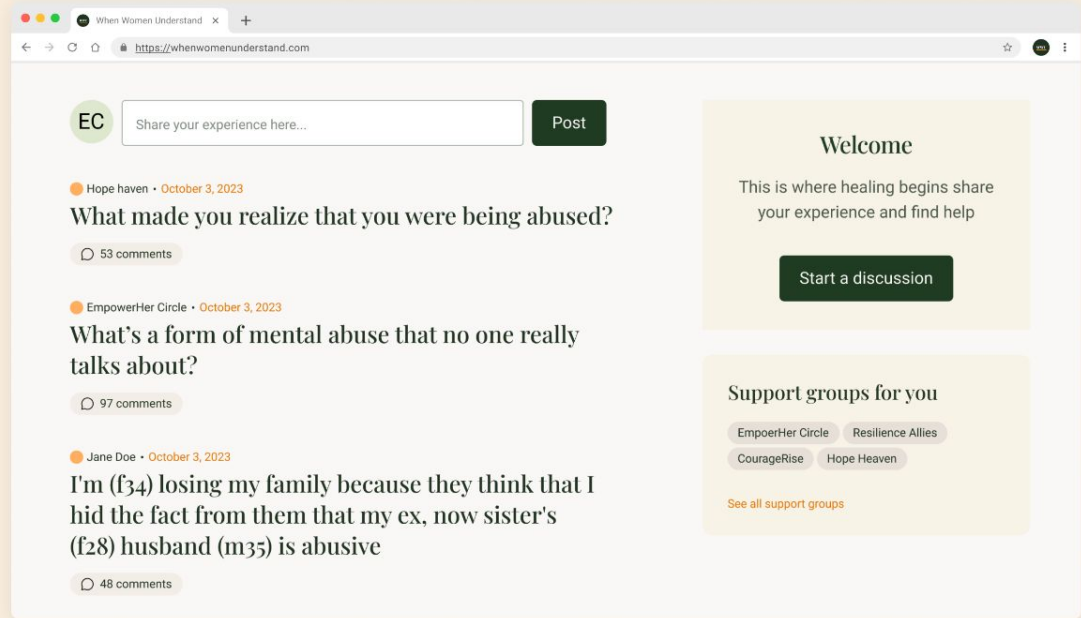 When Women Understand
https://whenwomenunderstand.com
EC
Share your experience here...
Post
Hope haven • October 3, 2023
What made you realize that you were being abused?
53 comments
EmpowerHer Circle • October 3, 2023
What's a form of mental abuse that no one really
talks about?
97 comments
Jane Doe • October 3, 2023
I'm (f34) losing my family because they think that I
hid the fact from them that my ex, now sister's
(f28) husband (m35) is abusive
48 comments
Welcome
This is where healing begins share
your experience and find help
Start a discussion
Support groups for you
EmpoerHer Circle Resilience Allies
CourageRise Hope Heaven
See all support groups